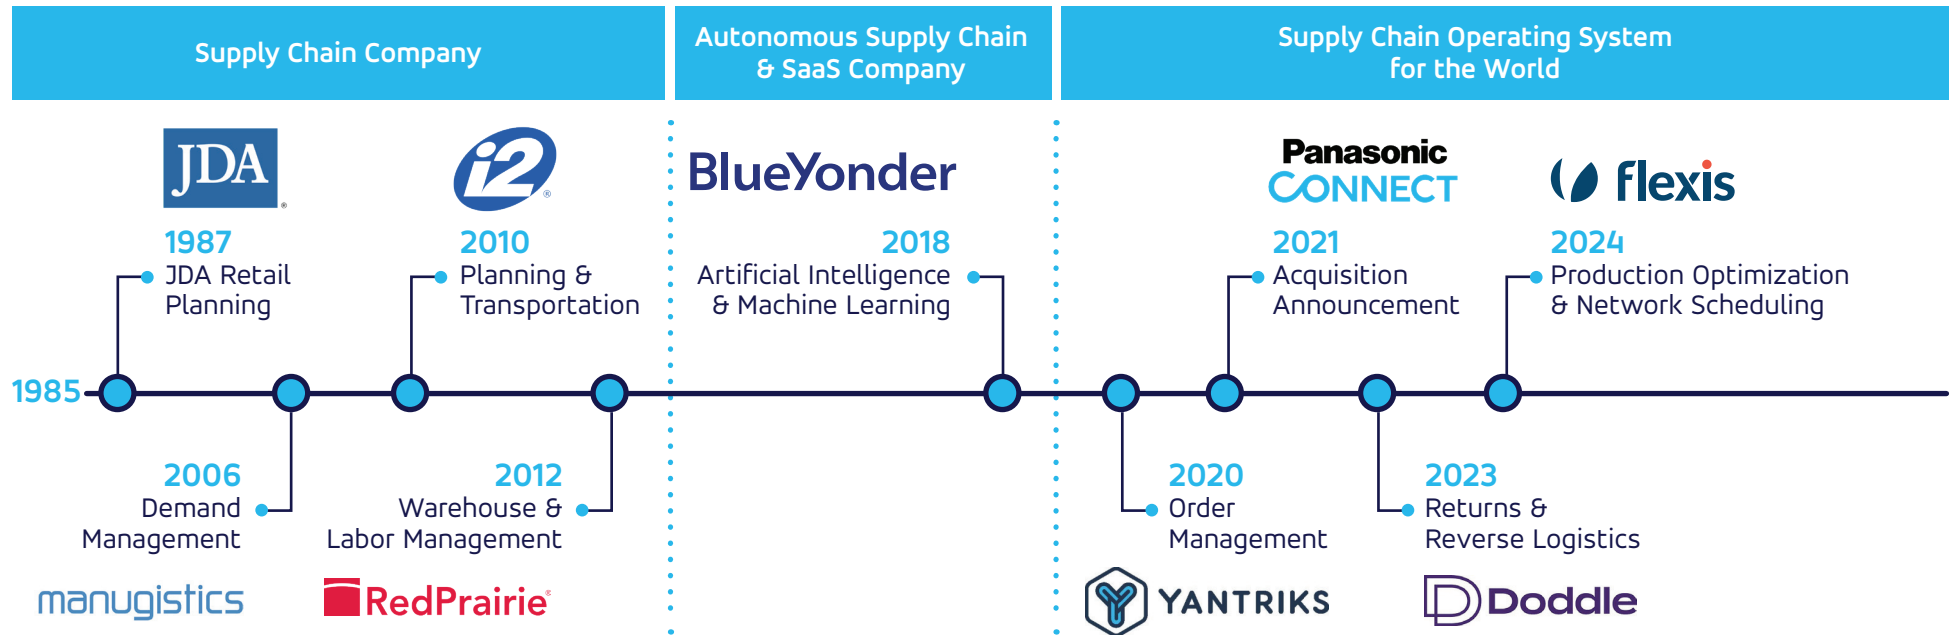 Supply Chain Company
Autonomous Supply Chain
& SaaS Company
Supply Chain Operating System
for the World
JDA
®
1987
JDA Retail
Planning
i2
®
2010
Planning &
Transportation
BlueYonder
2018
Artificial Intelligence
& Machine Learning
Panasonic
CONNECT
2021
Acquisition
Announcement
flexis
2024
Production Optimization
& Network Scheduling
1985
2006
Demand
Management
manugistics
2012
Warehouse &
Labor Management
RedPrairie®
2020
Order
Management
YANTRIKS
2023
Returns &
Reverse Logistics
Doddle